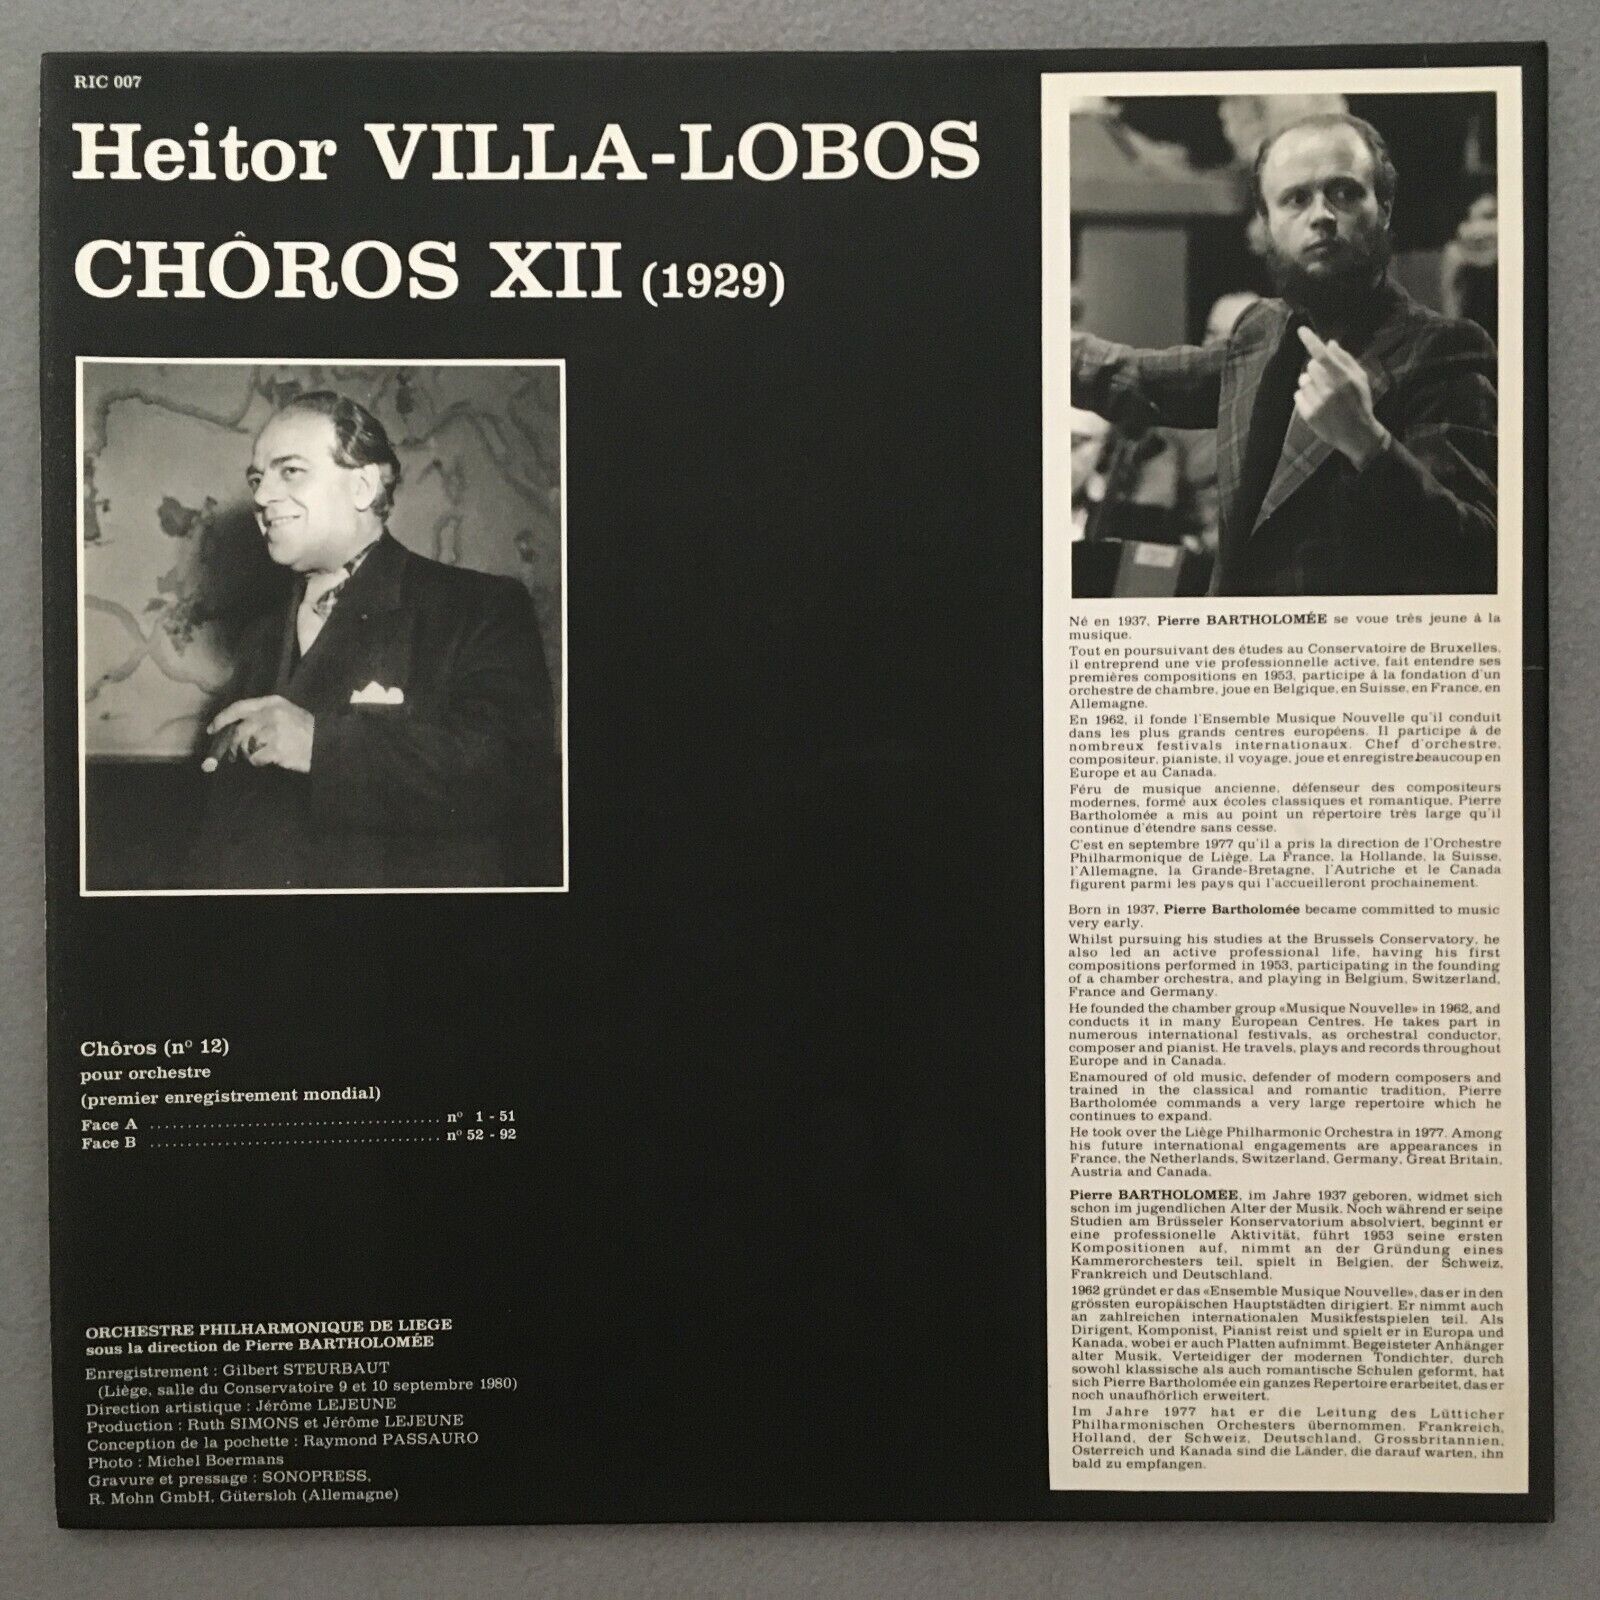 RIC 007
Heitor VILLA-LOBOS
CHÔROS XII (1929)
Chôros (nº 12)
pour orchestre
(premier enregistrement mondial)
Face A ........................................ nº 1 - 51
Face B ........................................ nº 52 - 92
ORCHESTRE PHILHARMONIQUE DE LIEGE
sous la direction de Pierre BARTHOLOMÉE
Enregistrement : Gilbert STEURBAUT
(Liège, salle du Conservatoire 9 et 10 septembre 1980)
Direction artistique : Jérôme LEJEUNE
Production : Ruth SIMONS et Jérôme LEJEUNE
Conception de la pochette : Raymond PASSAURO
Photo : Michel Boermans
Gravure et pressage : SONOPRESS,
R. Mohn GmbH, Gütersloh (Allemagne)
Né en 1937, Pierre BARTHOLOMÉE se voue très jeune à la
musique.
Tout en poursuivant des études au Conservatoire de Bruxelles,
il entreprend une vie professionnelle active, fait entendre ses
premières compositions en 1953, participe à la fondation d'un
orchestre de chambre, joue en Belgique, en Suisse, en France, en
Allemagne.
En 1962, il fonde l'Ensemble Musique Nouvelle qu'il conduit
dans les plus grands centres européens. Il participe à de
nombreux festivals internationaux. Chef d'orchestre,
compositeur, pianiste, il voyage, joue et enregistre beaucoup en
Europe et au Canada.
Féru de musique ancienne, défenseur des compositeurs
modernes, formé aux écoles classiques et romantique, Pierre
Bartholomée a mis au point un répertoire très large qu'il
continue d'étendre sans cesse.
C'est en septembre 1977 qu'il a pris la direction de l'Orchestre
Philharmonique de Liège. La France, la Hollande, la Suisse,
l'Allemagne, la Grande-Bretagne, l'Autriche et le Canada
figurent parmi les pays qui l'accueilleront prochainement.
Born in 1937, Pierre Bartholomée became committed to music
very early.
Whilst pursuing his studies at the Brussels Conservatory, he
also led an active professional life, having his first
compositions performed in 1953, participating in the founding
of a chamber orchestra, and playing in Belgium, Switzerland,
France and Germany.
He founded the chamber group «Musique Nouvelle» in 1962, and
conducts it in many European Centres. He takes part in
numerous international festivals, as orchestral conductor,
composer and pianist. He travels, plays and records throughout
Europe and in Canada.
Enamoured of old music, defender of modern composers and
trained in the classical and romantic tradition, Pierre
Bartholomée commands a very large repertoire which he
continues to expand.
He took over the Liège Philharmonic Orchestra in 1977. Among
his future international engagements are appearances in
France, the Netherlands, Switzerland, Germany, Great Britain,
Austria and Canada.
Pierre BARTHOLOMÉE, im Jahre 1937 geboren, widmet sich
schon im jugendlichen Alter der Musik. Noch während er seine
Studien am Brüsseler Konservatorium absolviert, beginnt er
eine professionelle Aktivität, führt 1953 seine ersten
Kompositionen auf, nimmt an der Gründung eines
Kammerorchesters teil, spielt in Belgien, der Schweiz,
Frankreich und Deutschland.
1962 gründet er das «Ensemble Musique Nouvelle», das er in den
grössten europäischen Hauptstädten dirigiert. Er nimmt auch
an zahlreichen internationalen Musikfestspielen teil. Als
Dirigent, Komponist, Pianist reist und spielt er in Europa und
Kanada, wobei er auch Platten aufnimmt. Begeisteter Anhänger
alter Musik, Verteidiger der modernen Tondichter, durch
sowohl klassische als auch romantische Schulen geformt, hat
sich Pierre Bartholomée ein ganzes Repertoire erarbeitet, das er
noch unaufhörlich erweitert.
Im Jahre 1977 hat er die Leitung des Lütticher
Philharmonischen Orchesters übernommen. Frankreich,
Holland, der Schweiz, Deutschland, Grossbritannien,
Osterreich und Kanada sind die Länder, die darauf warten, ihn
bald zu empfangen.